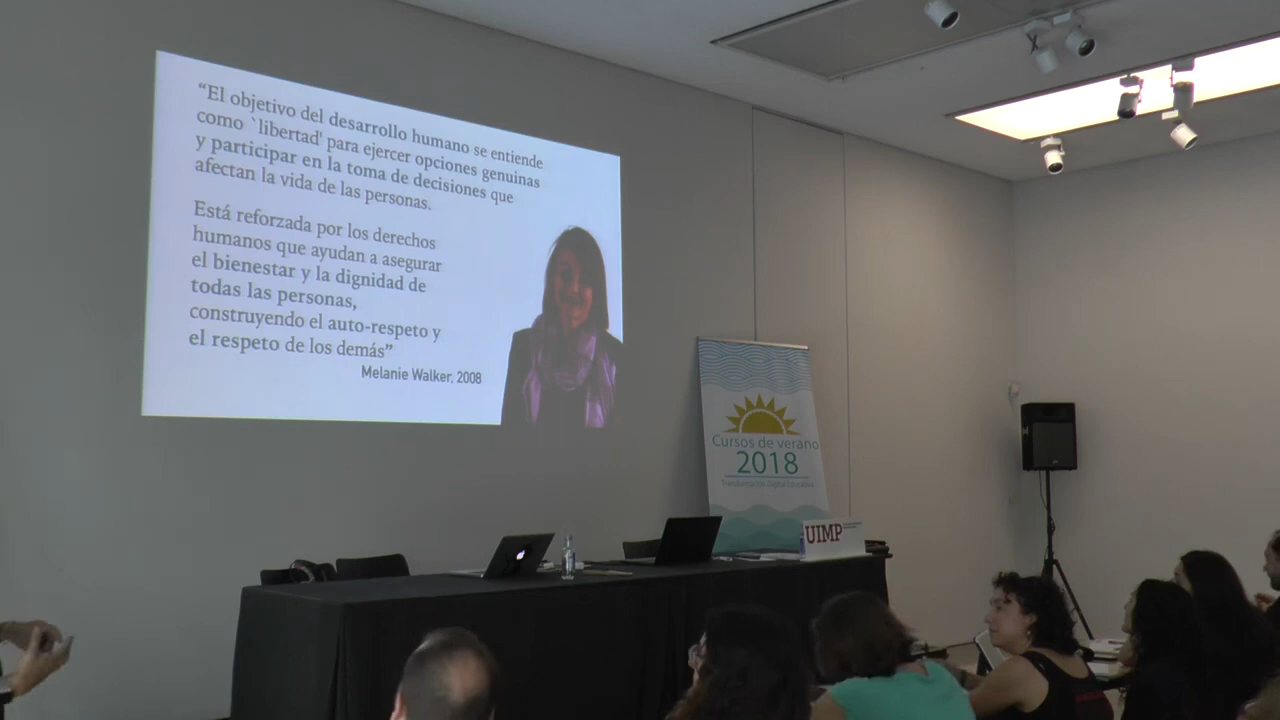 “El objetivo del desarrollo humano se entiende
como `libertad' para ejercer opciones genuinas
y participar en la toma de decisiones que
afectan la vida de las personas.
Está reforzada por los derechos
humanos que ayudan a asegurar
el bienestar y la dignidad de
todas las personas,
construyendo el auto-respeto y
el respeto de los demás”
Melanie Walker, 2008
Cursos de verano
2018
Transformación Digital Educativa
UIMP